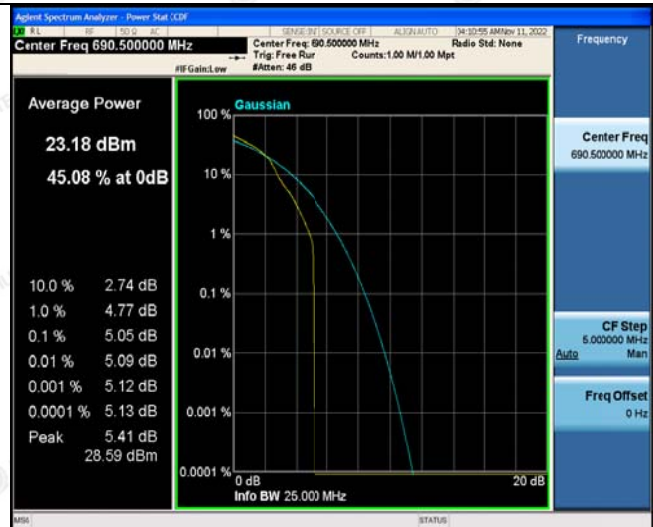 Agilent Spectrum Analyzer - Power Stat CCDF
RL RF 50 Ω AC SENSE:INT SOURCE OFF ALIGN AUTO 04:10:55 AM Nov 11, 2022
Center Freq 690.500000 MHz
Center Freq: 690.500000 MHz Radio Std: None
Trig: Free Run Counts:1.00 M/1.00 Mpt
#IFGain:Low #Atten: 46 dB
Frequency
Average Power
23.18 dBm
45.08 % at 0dB
10.0 % 2.74 dB
1.0 % 4.77 dB
0.1 % 5.05 dB
0.01 % 5.09 dB
0.001 % 5.12 dB
0.0001 % 5.13 dB
Peak 5.41 dB
28.59 dBm
Gaussian
100 %
10 %
1 %
0.1 %
0.01 %
0.001 %
0.0001 %
0 dB 20 dB
Info BW 25.000 MHz
Center Freq
690.500000 MHz
CF Step
5.000000 MHz
Auto Man
Freq Offset
0 Hz
MSG STATUS